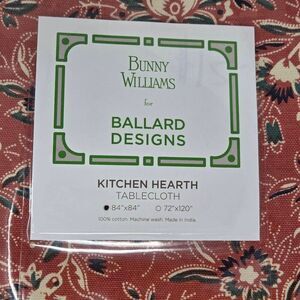 BUNNY
WILLIAMS
for
BALLARD
DESIGNS
KITCHEN HEARTH
TABLECLOTH
● 84"x84" ○ 72"x120"
100% cotton. Machine wash. Made in India.